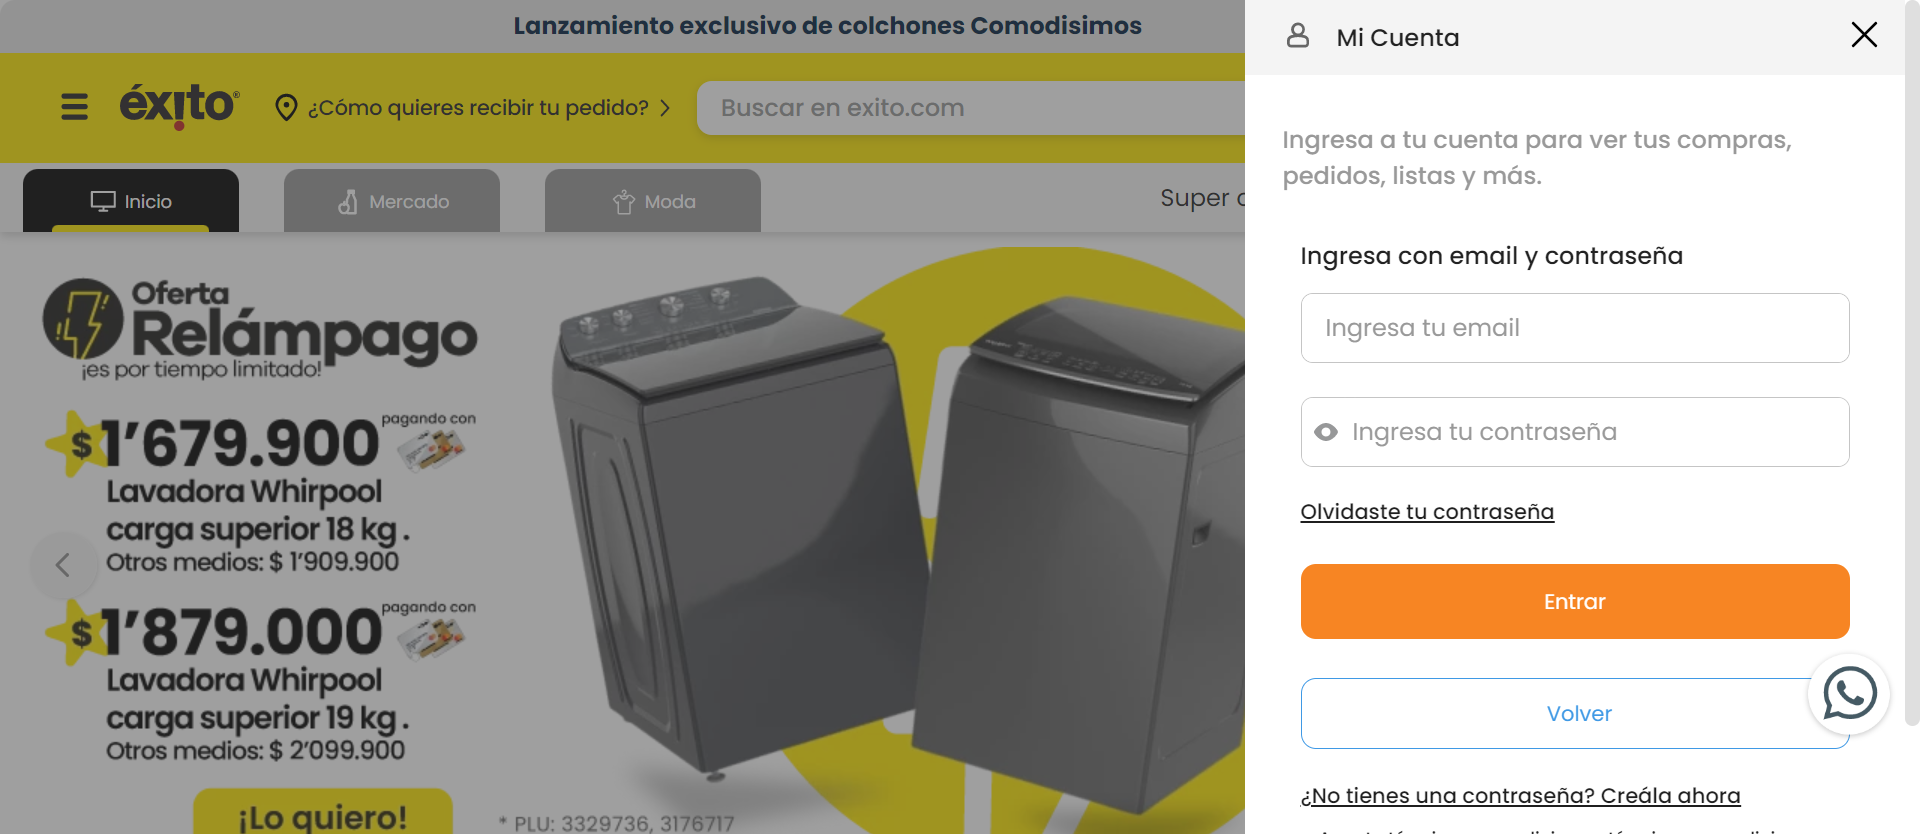 Lanzamiento exclusivo de colchones Comodisimos
éxito®
¿Cómo quieres recibir tu pedido?
Buscar en exito.com
Inicio
Mercado
Moda
Super
Oferta
Relámpago
¡es por tiempo limitado!
$ 1'679.900
pagando con
Lavadora Whirpool
carga superior 18 kg.
Otros medios: $ 1'909.900
$ 1'879.000
pagando con
Lavadora Whirpool
carga superior 19 kg.
Otros medios: $ 2'099.900
¡Lo quiero!
* PLU: 3329736, 3176717
Mi Cuenta
Ingresa a tu cuenta para ver tus compras,
pedidos, listas y más.
Ingresa con email y contraseña
Ingresa tu email
Ingresa tu contraseña
Olvidaste tu contraseña
Entrar
Volver
¿No tienes una contraseña? Creála ahora